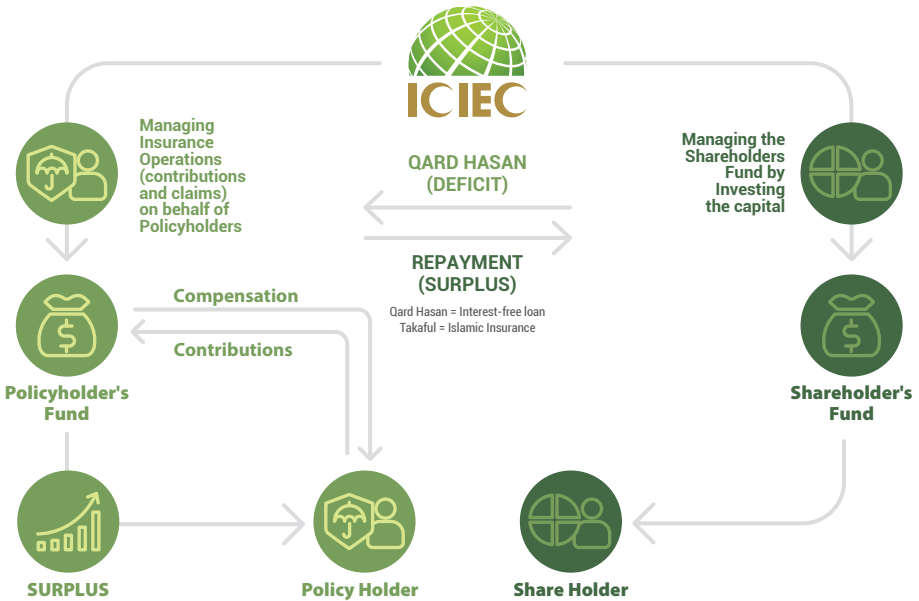 ICIEC
Managing
Insurance
Operations
(contributions
and claims)
on behalf of
Policyholders
QARD HASAN
(DEFICIT)
REPAYMENT
(SURPLUS)
Qard Hasan = Interest-free loan
Takaful = Islamic Insurance
Managing the
Shareholders
Fund by
Investing
the capital
$
Policyholder's
Fund
Compensation
Contributions
$
Shareholder's
Fund
SURPLUS
Policy Holder
Share Holder